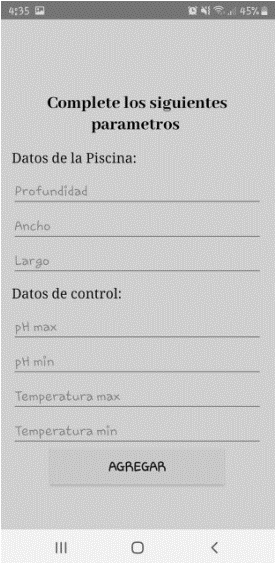 4:35 45%
Complete los siguientes
parametros
Datos de la Piscina:
Profundidad
Ancho
Largo
Datos de control:
pH max
pH min
Temperatura max
Temperatura min
AGREGAR